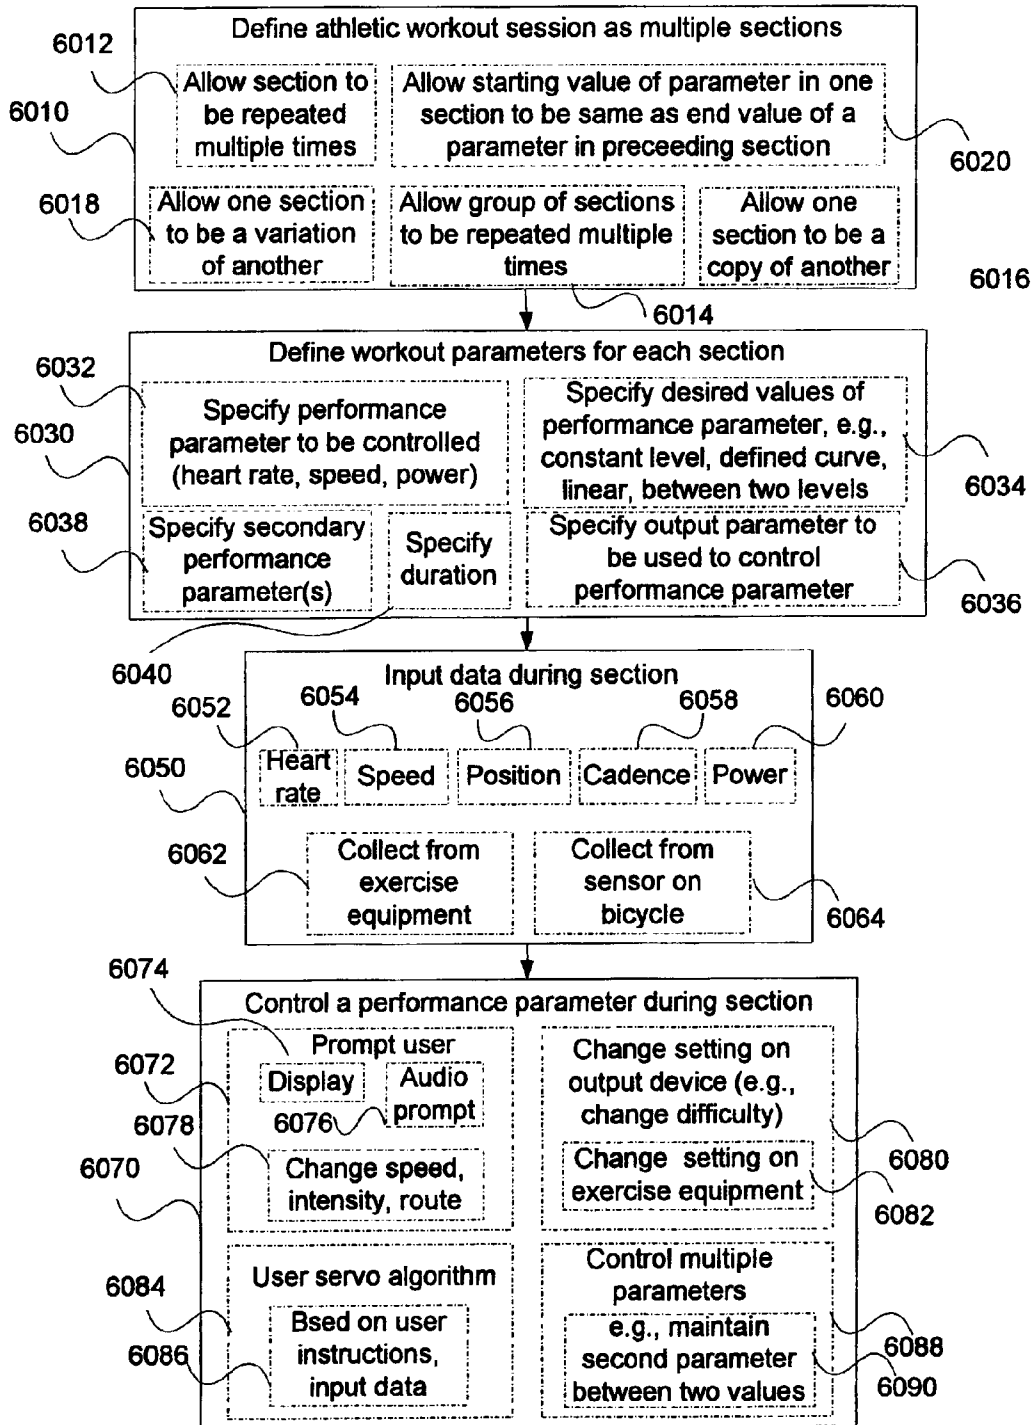 Define athletic workout session as multiple sections
6012
Allow section to
be repeated
multiple times
Allow starting value of parameter in one
section to be same as end value of a
parameter in preceeding section
6010
6020
6018
Allow one section
to be a variation
of another
Allow group of sections
to be repeated multiple
times
Allow one
section to be a
copy of another
6016
6014
Define workout parameters for each section
6032
Specify performance
parameter to be controlled
(heart rate, speed, power)
Specify desired values of
performance parameter, e.g.,
constant level, defined curve,
linear, between two levels
6030
6034
6038
Specify secondary
performance
parameter(s)
Specify
duration
Specify output parameter to
be used to control
performance parameter
6036
6040
Input data during section
6052
6054
6056
6058
6060
6050
Heart
rate
Speed
Position
Cadence
Power
6062
Collect from
exercise
equipment
Collect from
sensor on
bicycle
6064
6074
Control a performance parameter during section
6072
Prompt user
Display
Audio
prompt
6076
6078
Change speed,
intensity, route
6070
Change setting on
output device (e.g.,
change difficulty)
6080
Change setting on
exercise equipment
6082
6084
User servo algorithm
6086
Bsed on user
instructions,
input data
Control multiple
parameters
6088
e.g., maintain
second parameter
between two values
6090